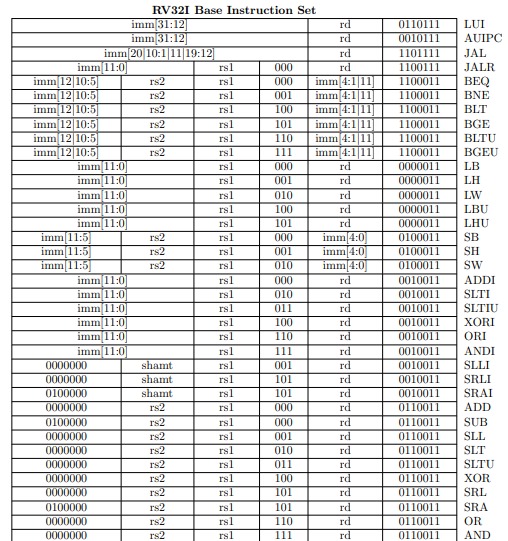 RV32I Base Instruction Set
imm[31:12] rd 0110111 LUI
imm[31:12] rd 0010111 AUIPC
imm[20|10:1|11|19:12] rd 1101111 JAL
imm[11:0] rs1 000 rd 1100111 JALR
imm[12|10:5] rs2 rs1 000 imm[4:1|11] 1100011 BEQ
imm[12|10:5] rs2 rs1 001 imm[4:1|11] 1100011 BNE
imm[12|10:5] rs2 rs1 100 imm[4:1|11] 1100011 BLT
imm[12|10:5] rs2 rs1 101 imm[4:1|11] 1100011 BGE
imm[12|10:5] rs2 rs1 110 imm[4:1|11] 1100011 BLTU
imm[12|10:5] rs2 rs1 111 imm[4:1|11] 1100011 BGEU
imm[11:0] rs1 000 rd 0000011 LB
imm[11:0] rs1 001 rd 0000011 LH
imm[11:0] rs1 010 rd 0000011 LW
imm[11:0] rs1 100 rd 0000011 LBU
imm[11:0] rs1 101 rd 0000011 LHU
imm[11:5] rs2 rs1 000 imm[4:0] 0100011 SB
imm[11:5] rs2 rs1 001 imm[4:0] 0100011 SH
imm[11:5] rs2 rs1 010 imm[4:0] 0100011 SW
imm[11:0] rs1 000 rd 0010011 ADDI
imm[11:0] rs1 010 rd 0010011 SLTI
imm[11:0] rs1 011 rd 0010011 SLTIU
imm[11:0] rs1 100 rd 0010011 XORI
imm[11:0] rs1 110 rd 0010011 ORI
imm[11:0] rs1 111 rd 0010011 ANDI
0000000 shamt rs1 001 rd 0010011 SLLI
0000000 shamt rs1 101 rd 0010011 SRLI
0100000 shamt rs1 101 rd 0010011 SRAI
0000000 rs2 rs1 000 rd 0110011 ADD
0100000 rs2 rs1 000 rd 0110011 SUB
0000000 rs2 rs1 001 rd 0110011 SLL
0000000 rs2 rs1 010 rd 0110011 SLT
0000000 rs2 rs1 011 rd 0110011 SLTU
0000000 rs2 rs1 100 rd 0110011 XOR
0000000 rs2 rs1 101 rd 0110011 SRL
0100000 rs2 rs1 101 rd 0110011 SRA
0000000 rs2 rs1 110 rd 0110011 OR
0000000 rs2 rs1 111 rd 0110011 AND